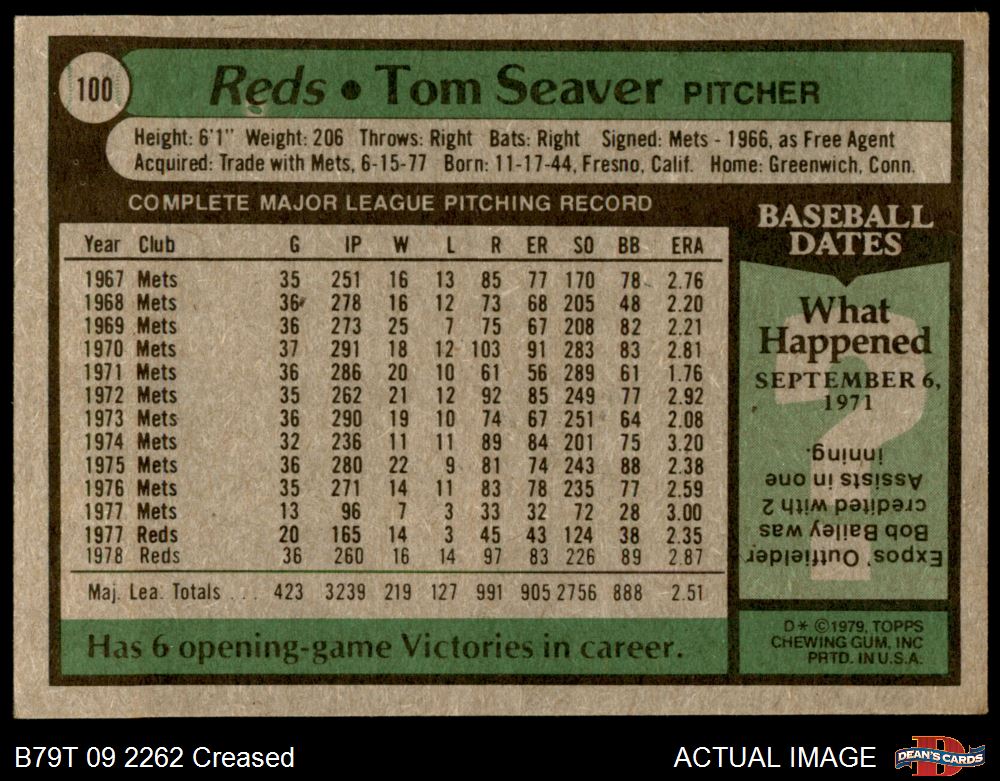 100
Reds • Tom Seaver PITCHER
Height: 6'1" Weight: 206 Throws: Right Bats: Right Signed: Mets - 1966, as Free Agent
Acquired: Trade with Mets, 6-15-77 Born: 11-17-44, Fresno, Calif. Home: Greenwich, Conn.
COMPLETE MAJOR LEAGUE PITCHING RECORD
Year Club G IP W L R ER SO BB ERA
1967 Mets 35 251 16 13 85 77 170 78 2.76
1968 Mets 36 278 16 12 73 68 205 48 2.20
1969 Mets 36 273 25 7 75 67 208 82 2.21
1970 Mets 37 291 18 12 103 91 283 83 2.81
1971 Mets 36 286 20 10 61 56 289 61 1.76
1972 Mets 35 262 21 12 92 85 249 77 2.92
1973 Mets 36 290 19 10 74 67 251 64 2.08
1974 Mets 32 236 11 11 89 84 201 75 3.20
1975 Mets 36 280 22 9 81 74 243 88 2.38
1976 Mets 35 271 14 11 83 78 235 77 2.59
1977 Mets 13 96 7 3 33 32 72 28 3.00
1977 Reds 20 165 14 3 45 43 124 38 2.35
1978 Reds 36 260 16 14 97 83 226 89 2.87
Maj. Lea. Totals . . . 423 3239 219 127 991 905 2756 888 2.51
Has 6 opening-game Victories in career.
BASEBALL
DATES
What
Happened
SEPTEMBER 6,
1971
Expos' Outfielder
Bob Bailey was
credited with 2
Assists in one
inning.
D* ©1979, TOPPS
CHEWING GUM, INC
PRTD. IN U.S.A.
B79T 09 2262 Creased
ACTUAL IMAGE
D
DEAN'S CARDS